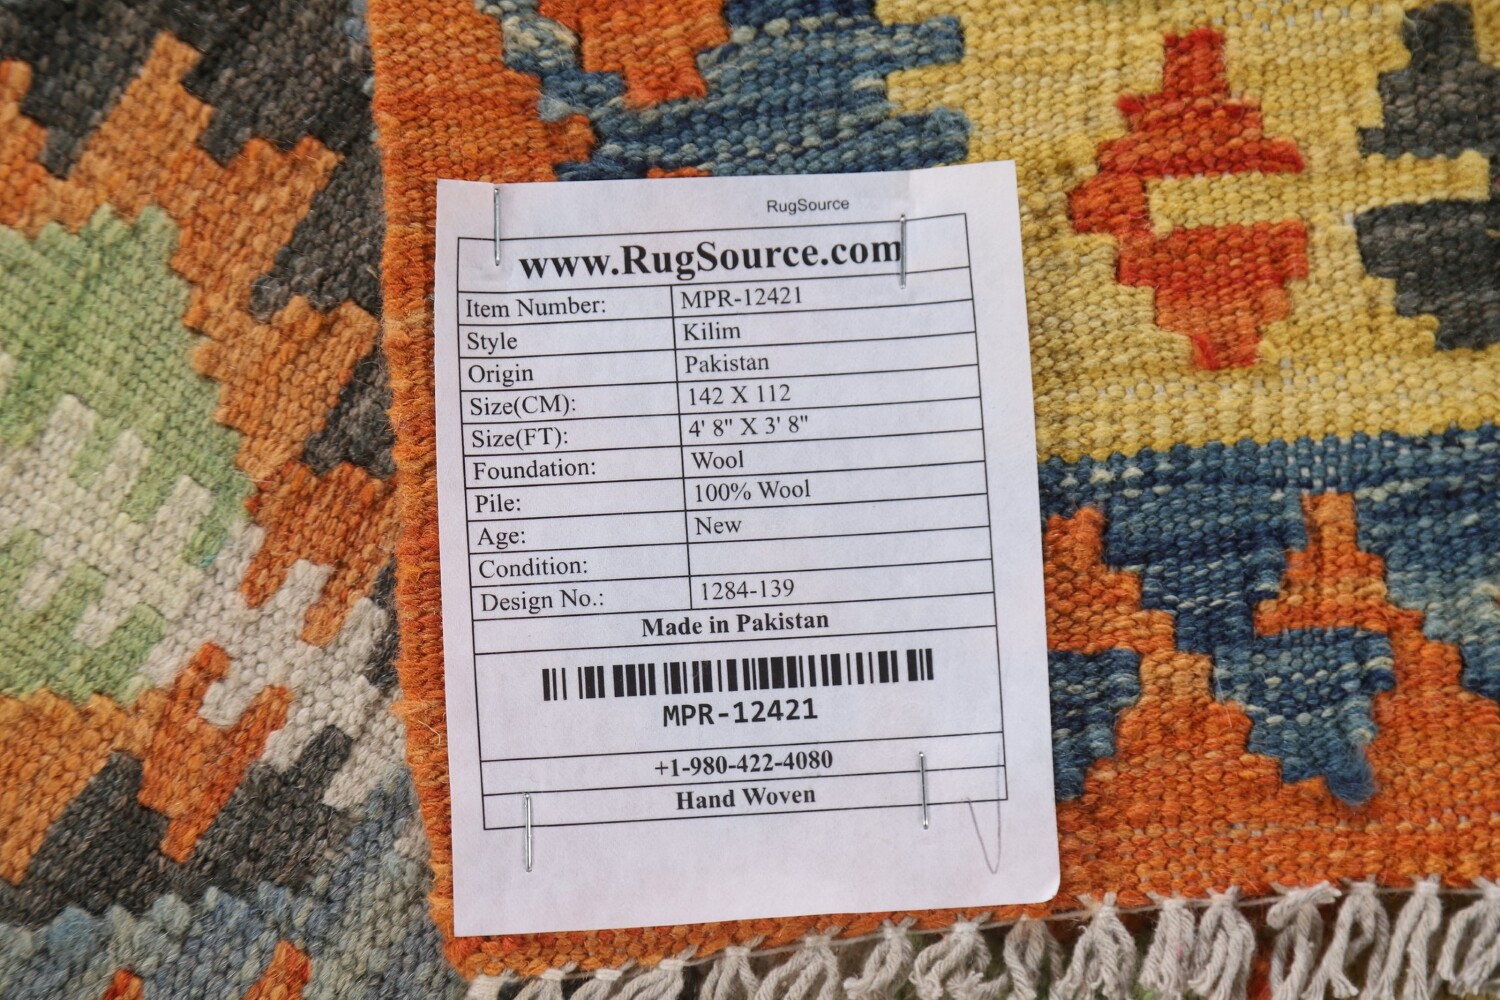 RugSource
www.RugSource.com
Item Number: MPR-12421
Style Kilim
Origin Pakistan
Size(CM): 142 X 112
Size(FT): 4' 8" X 3' 8"
Foundation: Wool
Pile: 100% Wool
Age: New
Condition:
Design No.: 1284-139
Made in Pakistan
MPR-12421
+1-980-422-4080
Hand Woven